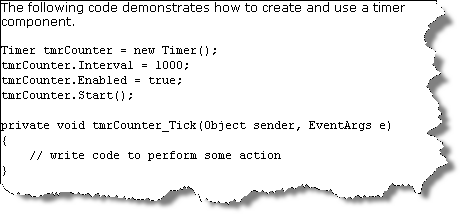 The following code demonstrates how to create and use a timer
component.
Timer tmrCounter = new Timer();
tmrCounter.Interval = 1000;
tmrCounter.Enabled = true;
tmrCounter.Start();
private void tmrCounter_Tick(Object sender, EventArgs e)
{
    // write code to perform some action
}